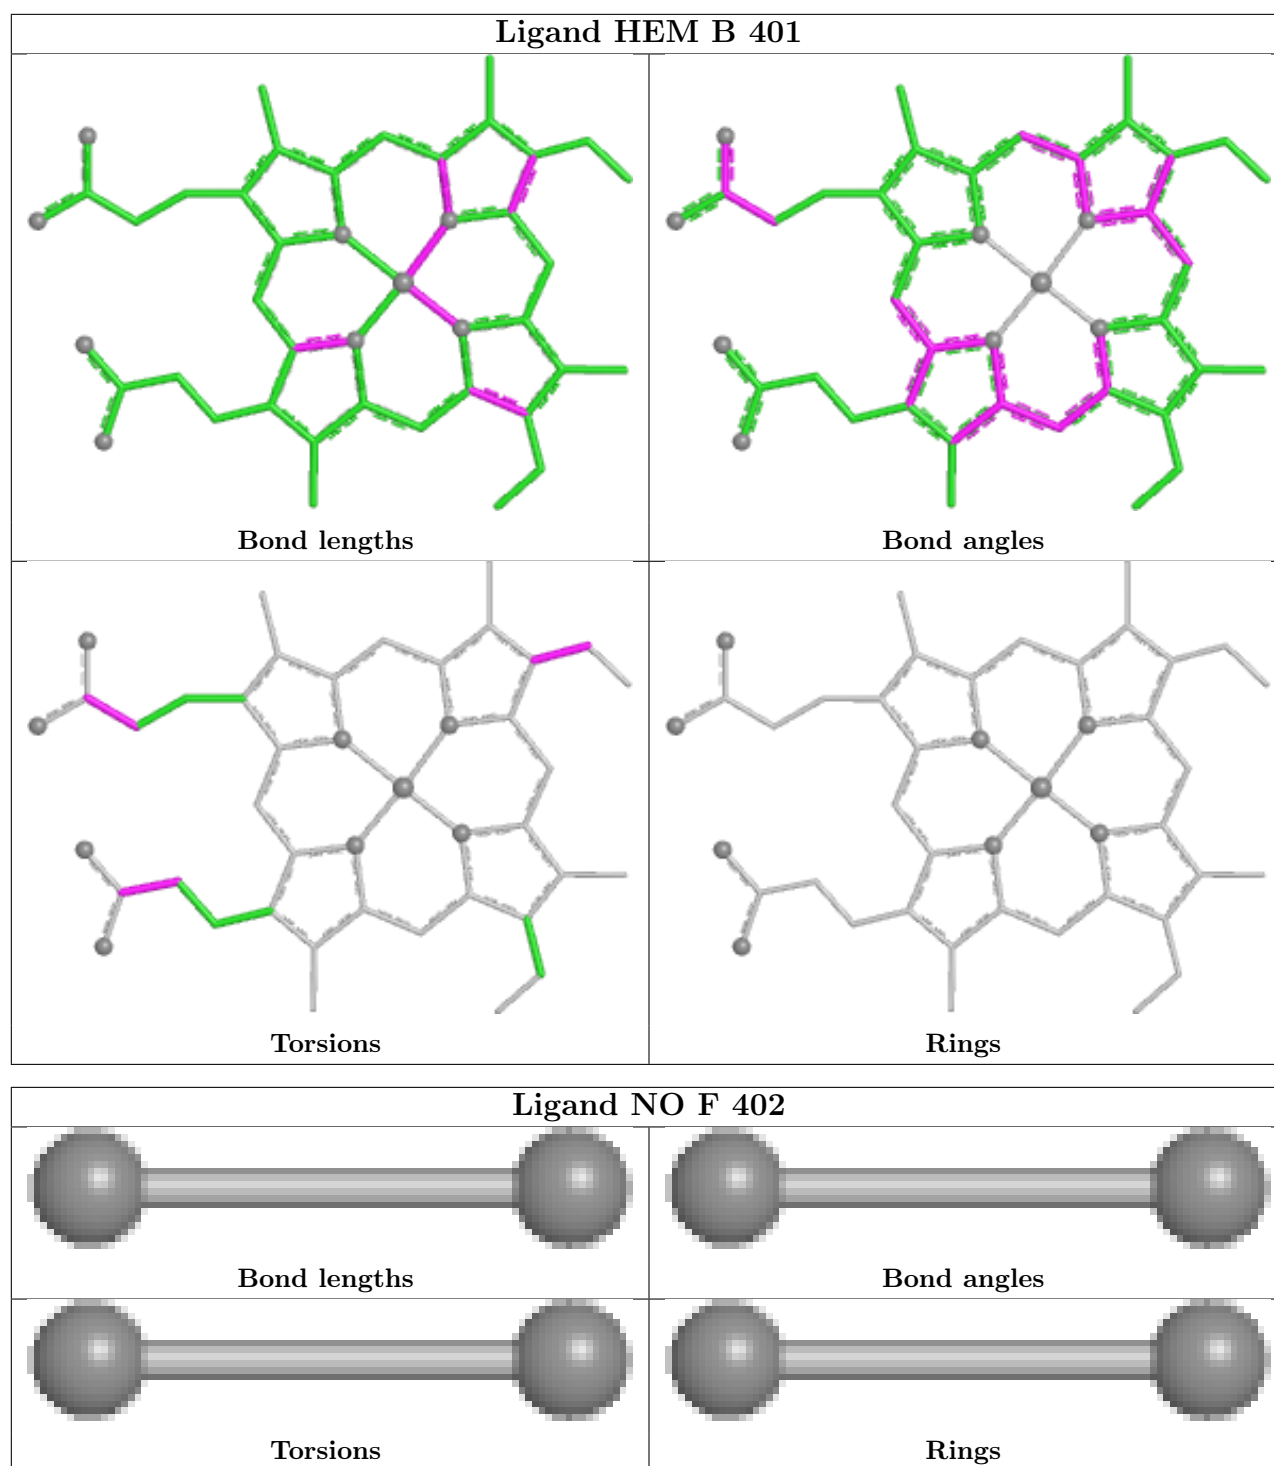 Ligand HEM B 401
Bond lengths
Bond angles
Torsions
Rings
Ligand NO F 402
Bond lengths
Bond angles
Torsions
Rings